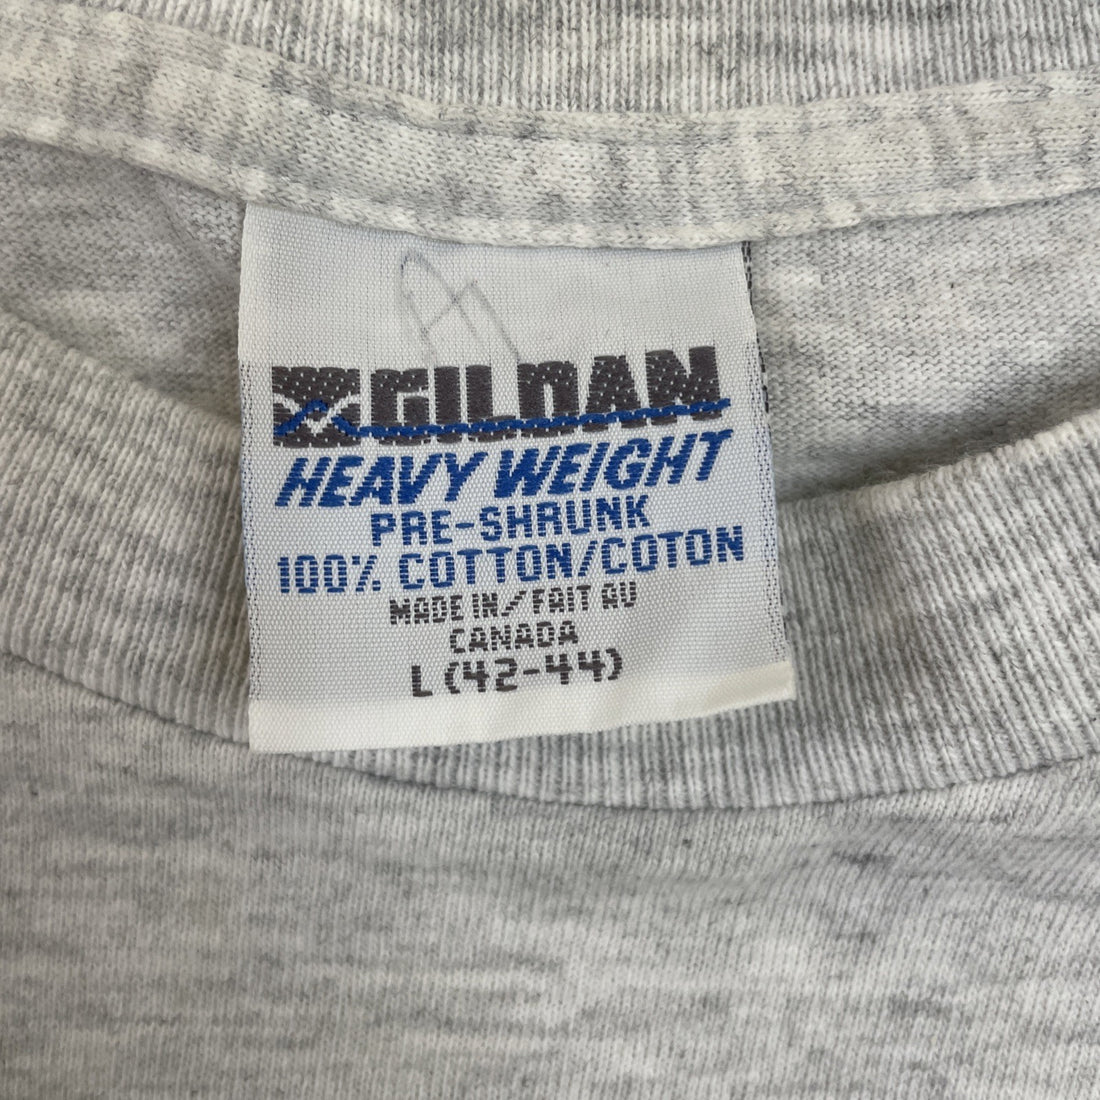 GILDAN
HEAVY WEIGHT
PRE-SHRUNK
100% COTTON/COTON
MADE IN/FAIT AU
CANADA
L (42-44)